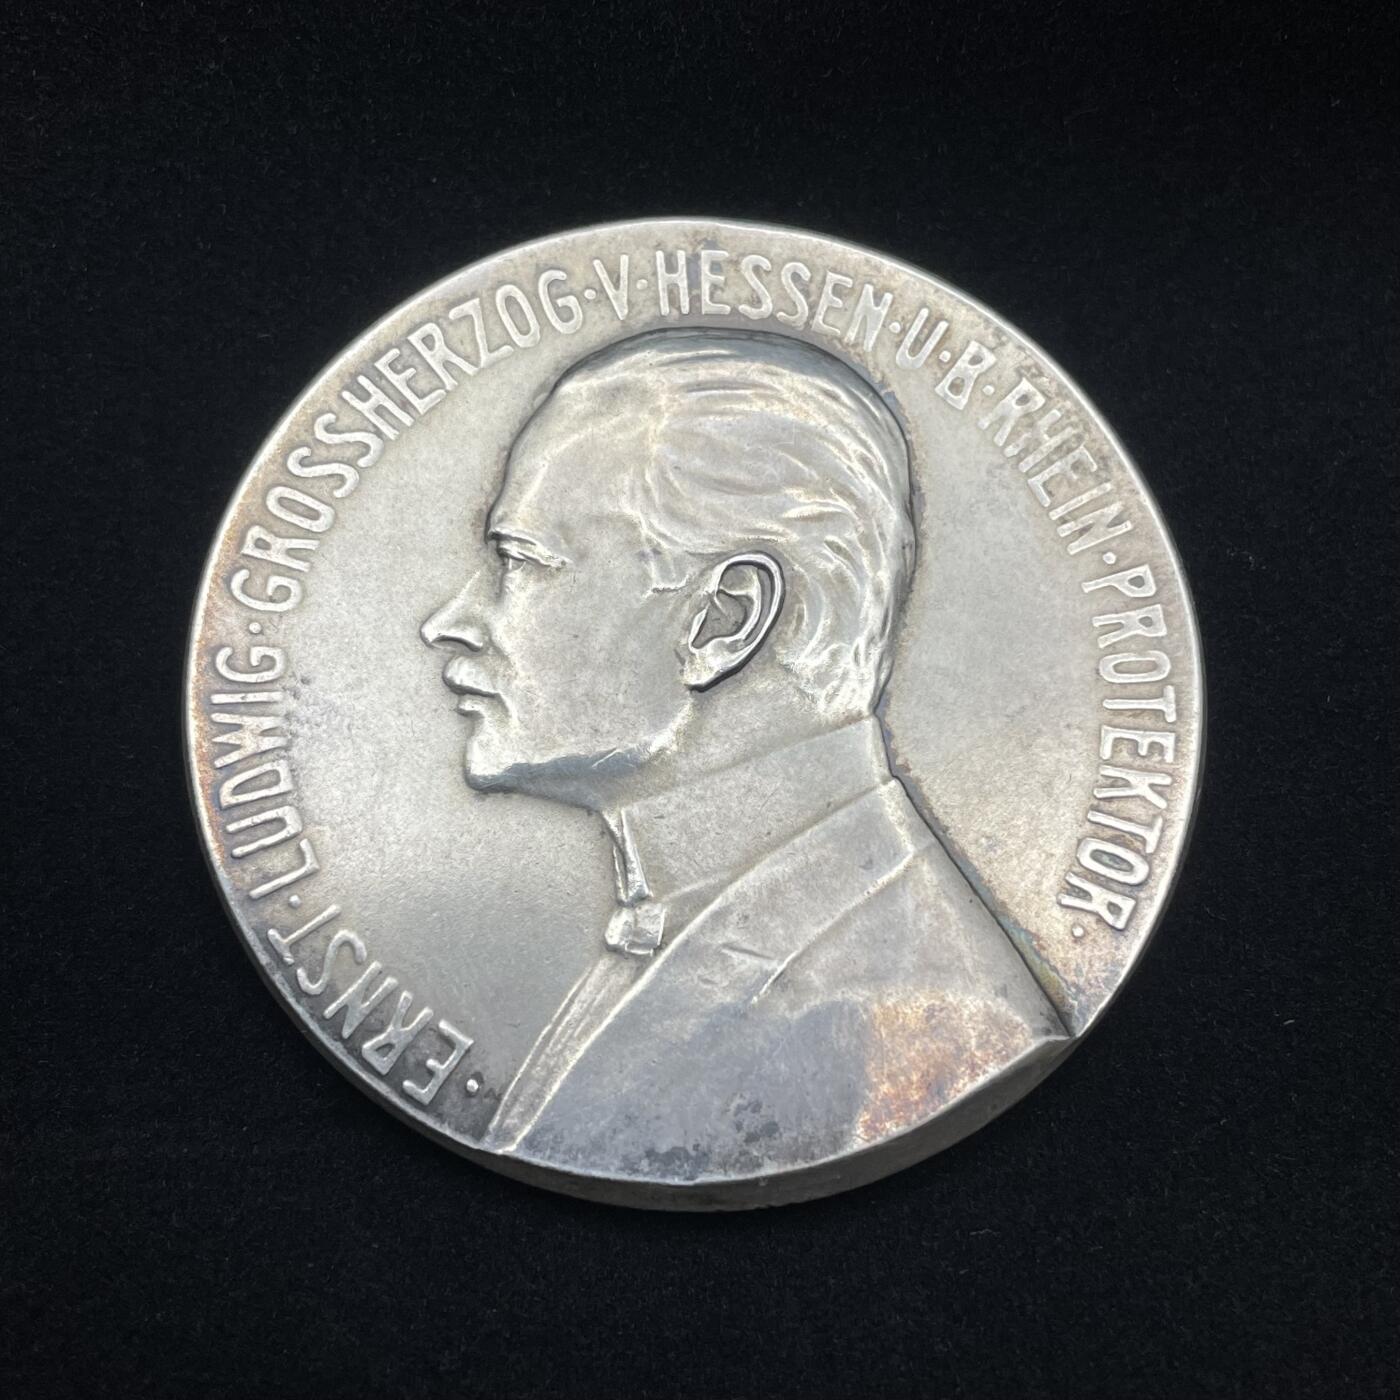 · ERNST · LUDWIG · GROSSHERZOG · V · HESSEN · U · B · RHEIN · PROTEKTOR ·